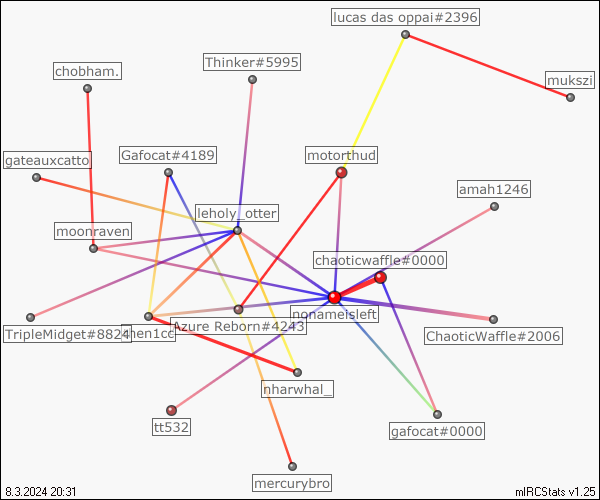 lucas das oppai#2396
Thinker#5995
chobham.
mukszi
Gafocat#4189
motorthud
gateauxcatto
amah1246
leholy_otter
moonraven
chaoticwaffle#0000
nonameisleft
Azure Reborn#4243
TripleMidget#8824
ChaoticWaffle#2006
nharwhal_
tt532
gafocat#0000
mercurybro
8.3.2024 20:31
mIRCStats v1.25